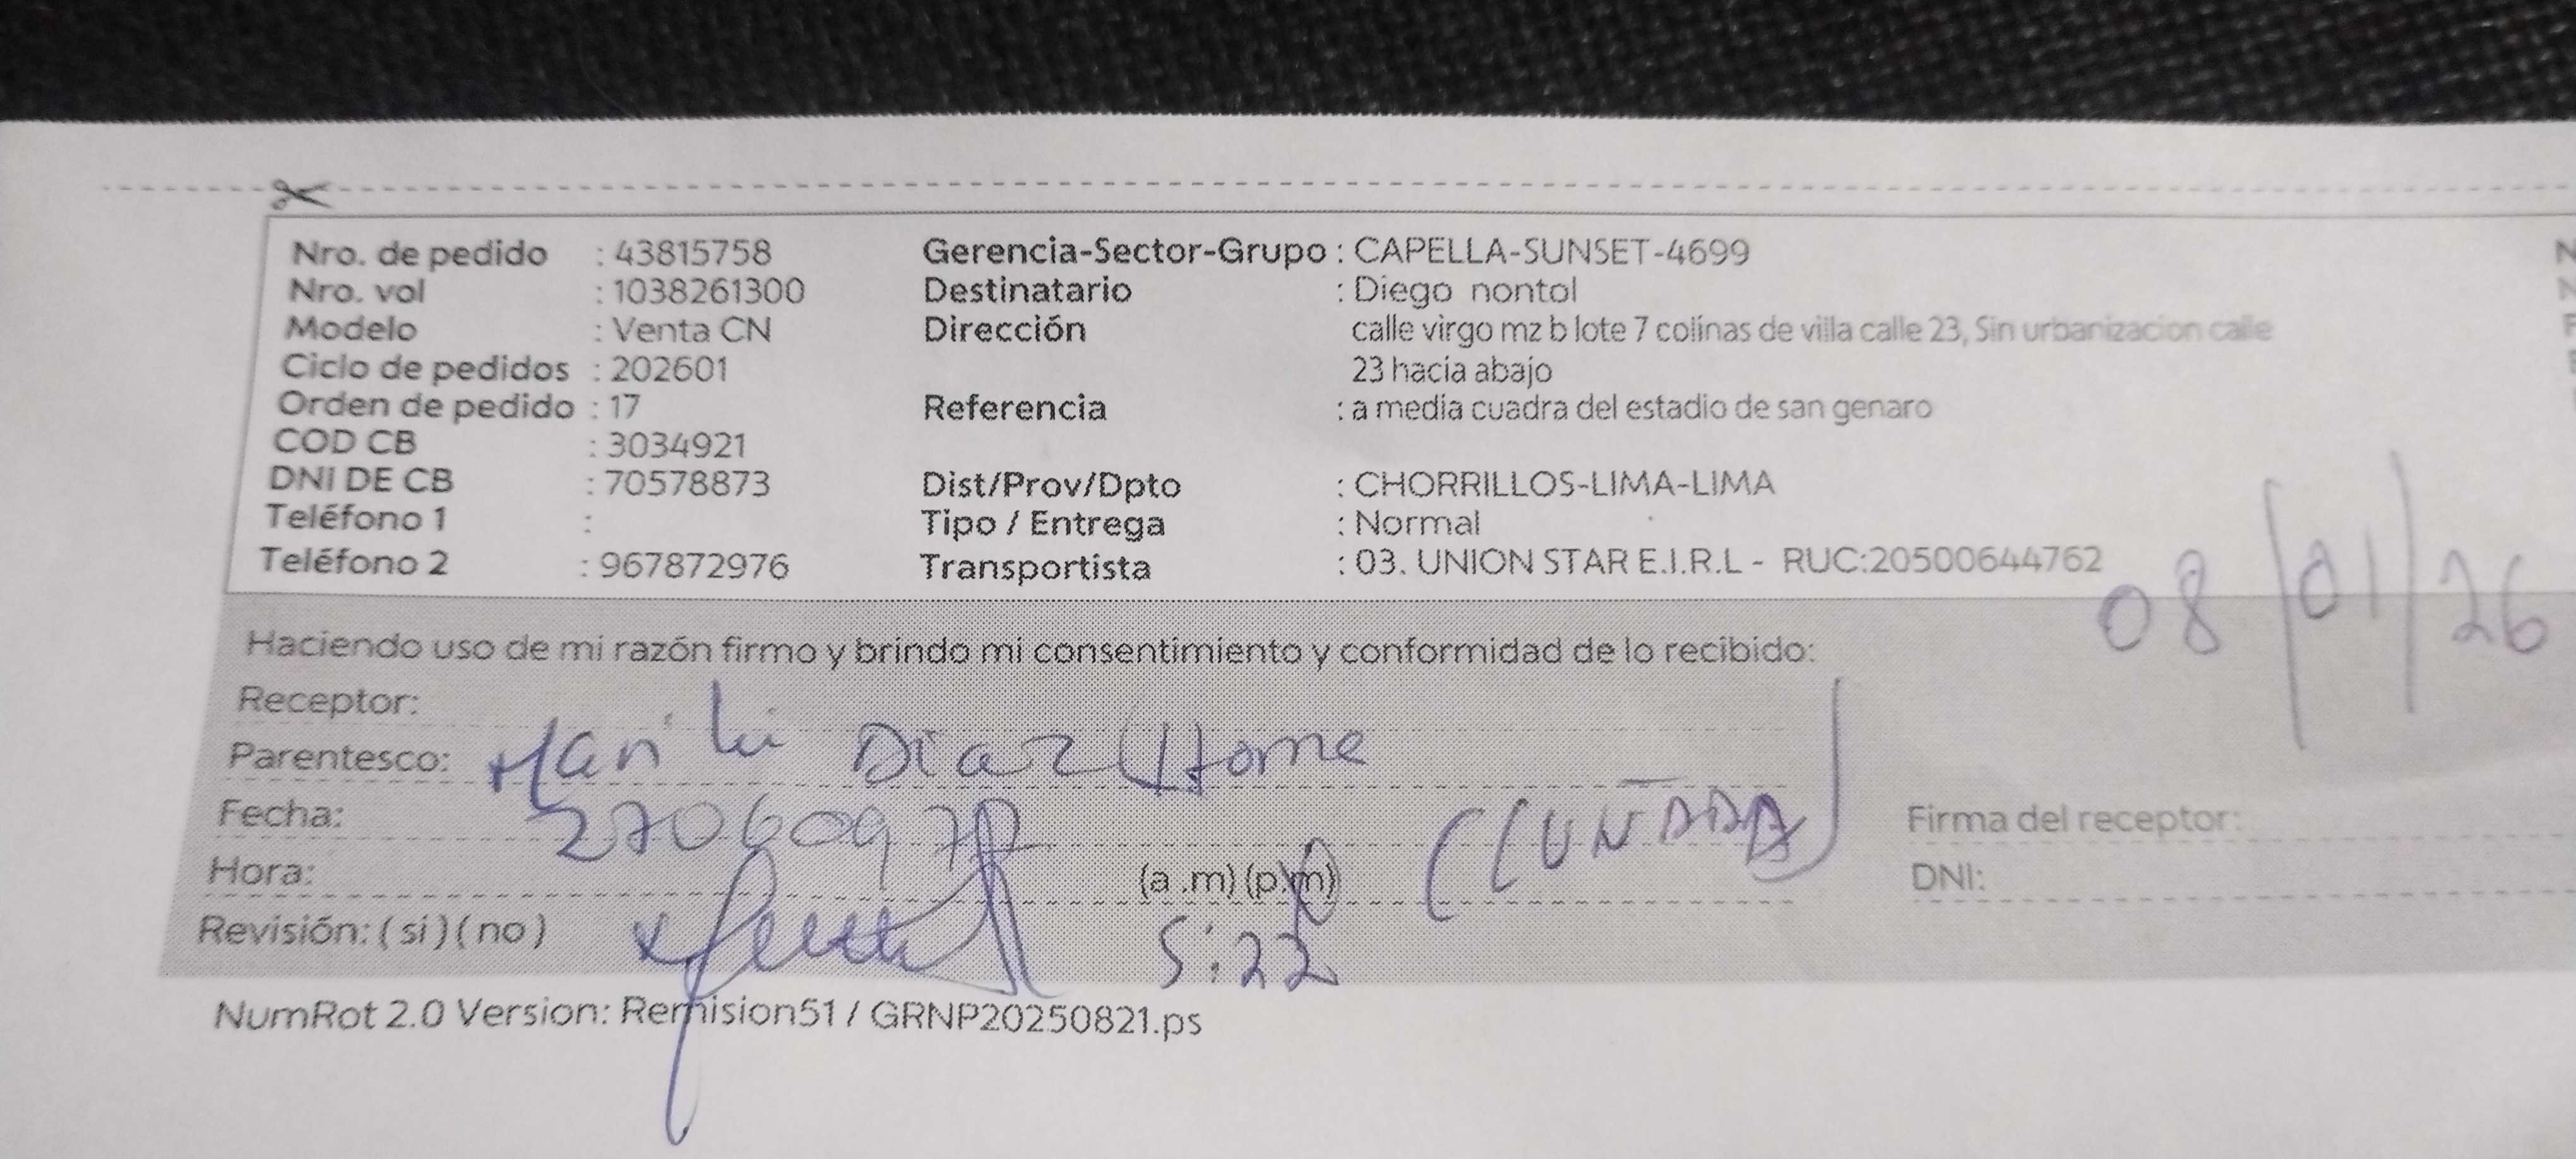 Nro. de pedido : 43815758 Gerencia-Sector-Grupo : CAPELLA-SUNSET-4699
Nro. vol : 1038261300 Destinatario : Diego nontol
Modelo : Venta CN Dirección calle virgo mz b lote 7 colinas de villa calle 23, Sin urbanizacion calle
Ciclo de pedidos : 202601 23 hacia abajo
Orden de pedido : 17 Referencia : a media cuadra del estadio de san genaro
COD CB : 3034921
DNI DE CB : 70578873 Dist/Prov/Dpto : CHORRILLOS-LIMA-LIMA
Teléfono 1 : Tipo / Entrega : Normal
Teléfono 2 : 967872976 Transportista : 03. UNION STAR E.I.R.L - RUC:20500644762
08/01/26
Haciendo uso de mi razón firmo y brindo mi consentimiento y conformidad de lo recibido:
Receptor:
Parentesco: Diaz Horne
Fecha: (CUÑADA) Firma del receptor:
Hora: (a .m) (p.m) DNI:
Revisión: ( si ) ( no ) 5:22
NumRot 2.0 Version: Remision51 / GRNP20250821.ps